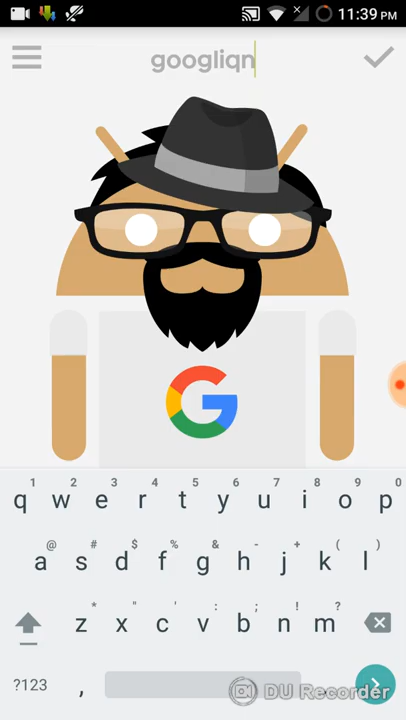 11:39 PM
googliqn
G
1 2 3 4 5 6 7 8 9 0
q w e r t y u i o p
@ # $ % & - + ( )
a s d f g h j k l
* " ' : ; ! ?
z x c v b n m
?123 , .
DU Recorder